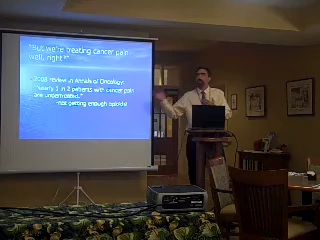 "But we're treating cancer pain
well, right?"
2008 review in Annals of Oncology:
"nearly 1 in 2 patients with cancer pain
are undertreated."
-not getting enough opioids!